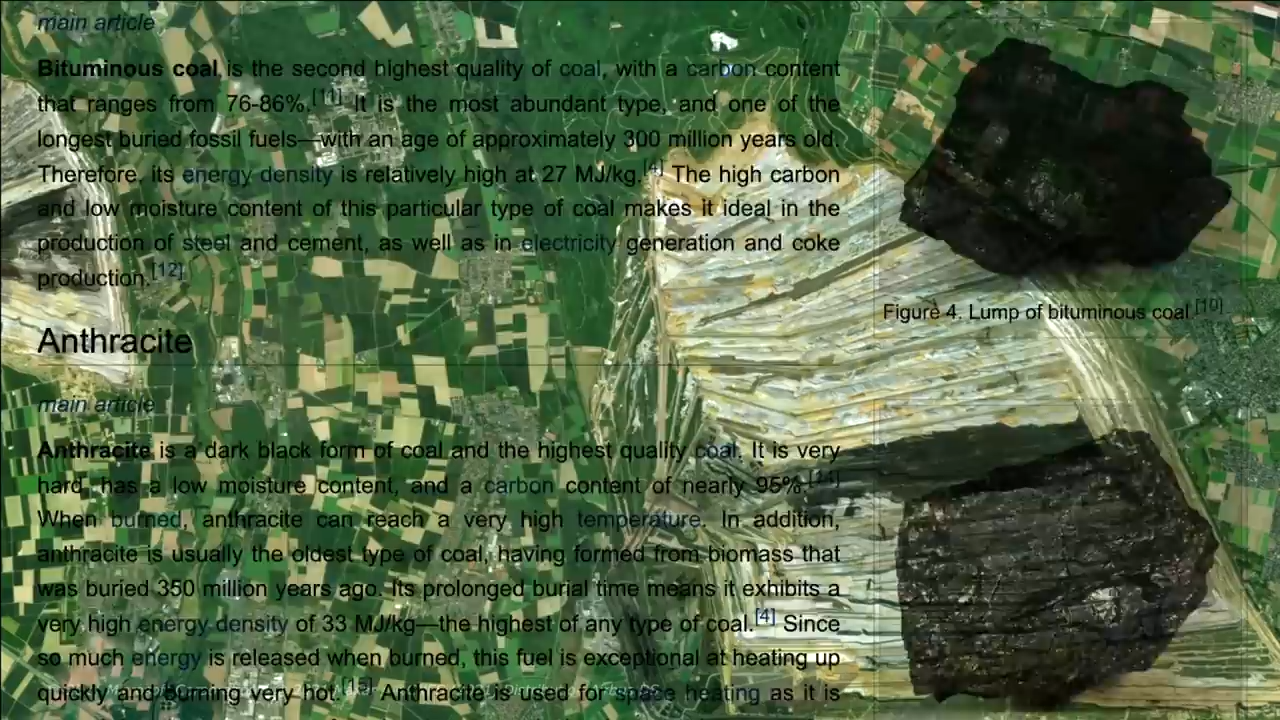 main article
Bituminous coal is the second highest quality of coal, with a carbon content
that ranges from 76-86%.[11] It is the most abundant type, and one of the
longest buried fossil fuels—with an age of approximately 300 million years old.
Therefore, its energy density is relatively high at 27 MJ/kg.[4] The high carbon
and low moisture content of this particular type of coal makes it ideal in the
production of steel and cement, as well as in electricity generation and coke
production.[12]
Figure 4. Lump of bituminous coal.[10]
Anthracite
main article
Anthracite is a dark black form of coal and the highest quality coal. It is very
hard, has a low moisture content, and a carbon content of nearly 95%.
When burned, anthracite can reach a very high temperature. In addition,
anthracite is usually the oldest type of coal, having formed from biomass that
was buried 350 million years ago. Its prolonged burial time means it exhibits a
very high energy density of 33 MJ/kg—the highest of any type of coal.[4] Since
so much energy is released when burned, this fuel is exceptional at heating up
quickly and burning very hot. Anthracite is used for space heating as it is